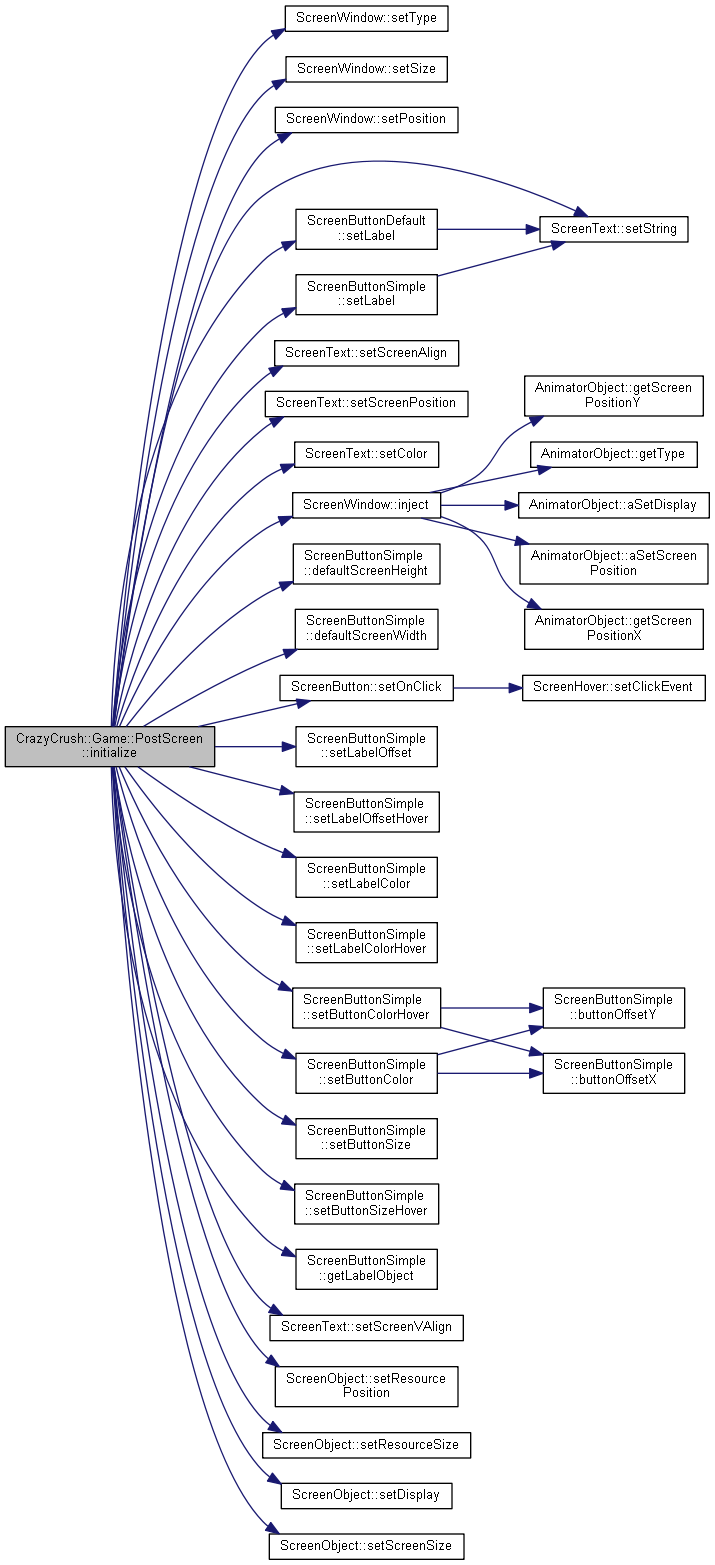 ScreenWindow::setType
ScreenWindow::setSize
ScreenWindow::setPosition
ScreenButtonDefault
::setLabel
ScreenText::setString
ScreenButtonSimple
::setLabel
ScreenText::setScreenAlign
AnimatorObject::getScreen
PositionY
ScreenText::setScreenPosition
ScreenText::setColor
AnimatorObject::getType
ScreenWindow::inject
AnimatorObject::aSetDisplay
ScreenButtonSimple
::defaultScreenHeight
AnimatorObject::aSetScreen
Position
ScreenButtonSimple
::defaultScreenWidth
AnimatorObject::getScreen
PositionX
ScreenButton::setOnClick
ScreenHover::setClickEvent
CrazyCrush::Game::PostScreen
::initialize
ScreenButtonSimple
::setLabelOffset
ScreenButtonSimple
::setLabelOffsetHover
ScreenButtonSimple
::setLabelColor
ScreenButtonSimple
::setLabelColorHover
ScreenButtonSimple
::setButtonColorHover
ScreenButtonSimple
::buttonOffsetY
ScreenButtonSimple
::setButtonColor
ScreenButtonSimple
::buttonOffsetX
ScreenButtonSimple
::setButtonSize
ScreenButtonSimple
::setButtonSizeHover
ScreenButtonSimple
::getLabelObject
ScreenText::setScreenVAlign
ScreenObject::setResource
Position
ScreenObject::setResourceSize
ScreenObject::setDisplay
ScreenObject::setScreenSize